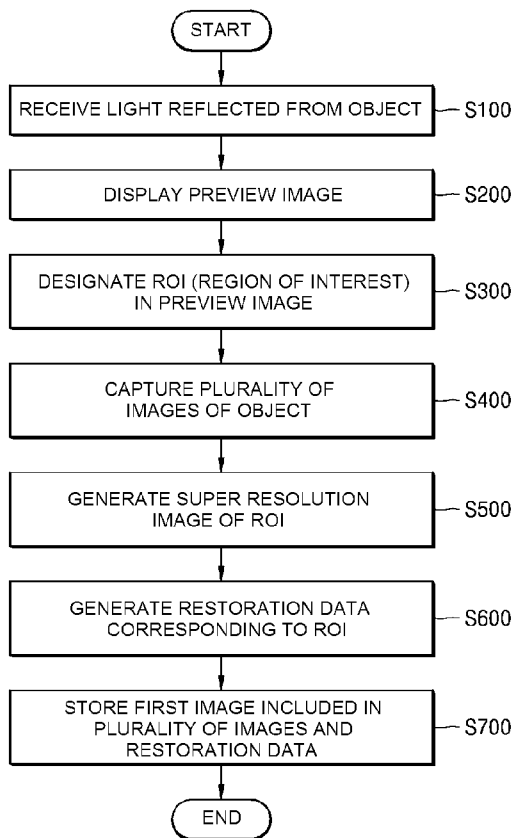 START
RECEIVE LIGHT REFLECTED FROM OBJECT
S100
DISPLAY PREVIEW IMAGE
S200
DESIGNATE ROI (REGION OF INTEREST)
IN PREVIEW IMAGE
S300
CAPTURE PLURALITY OF
IMAGES OF OBJECT
S400
GENERATE SUPER RESOLUTION
IMAGE OF ROI
S500
GENERATE RESTORATION DATA
CORRESPONDING TO ROI
S600
STORE FIRST IMAGE INCLUDED IN
PLURALITY OF IMAGES AND
RESTORATION DATA
S700
END